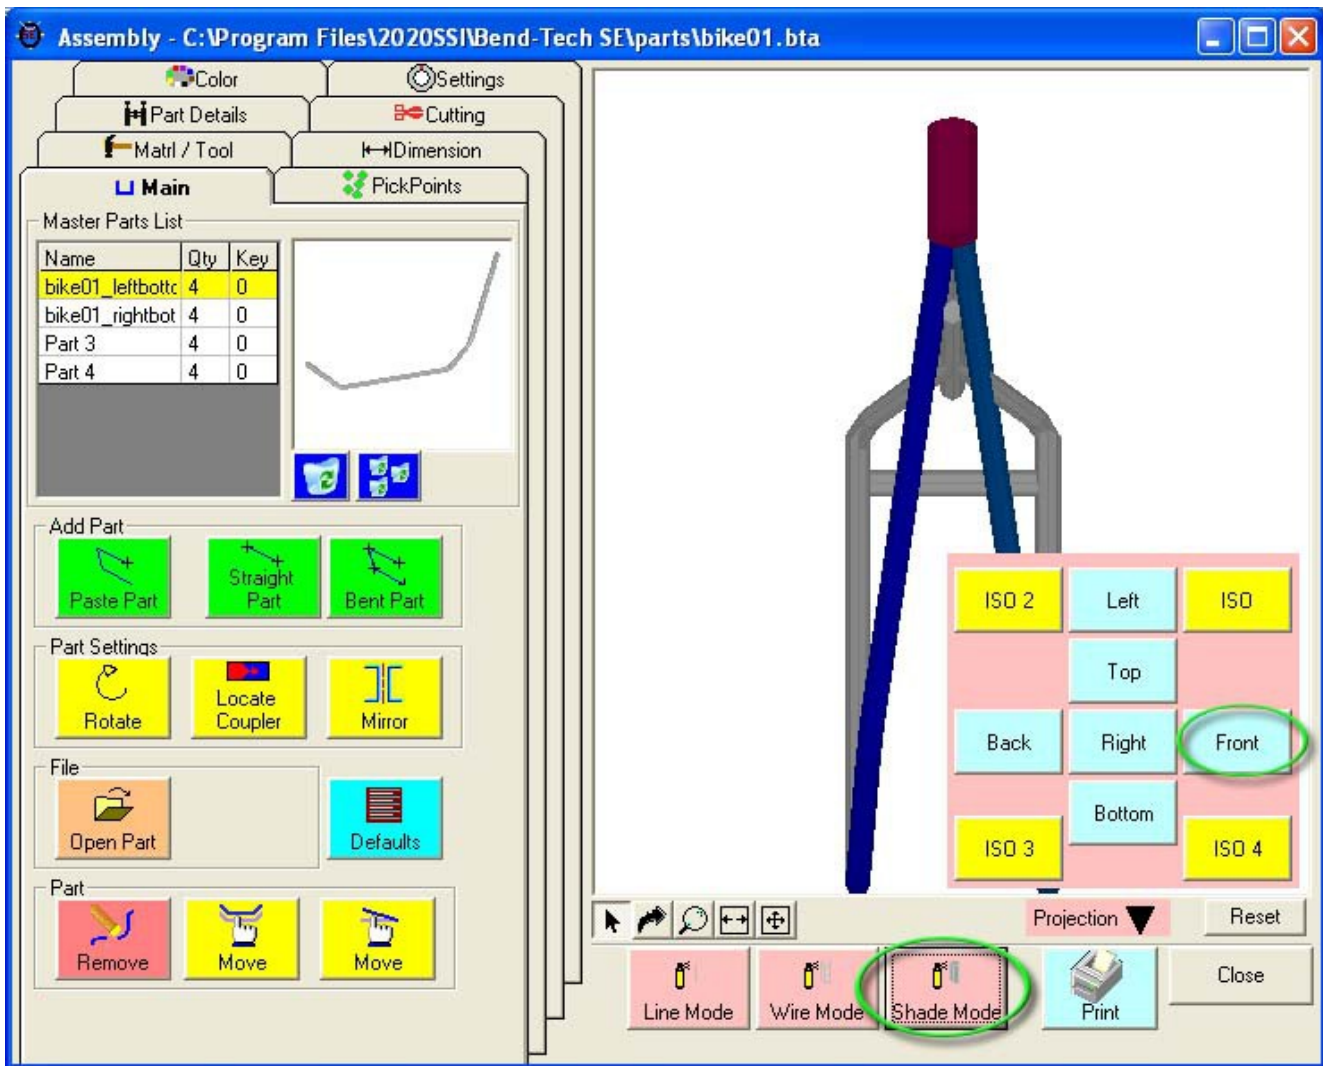 Assembly - C:\Program Files\2020SSI\Bend-Tech SE\parts\bike01.bta
Color
Settings
Part Details
Cutting
Matrl / Tool
Dimension
Main
PickPoints
Master Parts List
Name Qty Key
bike01_leftbotto 4 0
bike01_rightbot 4 0
Part 3 4 0
Part 4 4 0
Add Part
Paste Part
Straight
Part
Bent Part
Part Settings
Rotate
Locate
Coupler
Mirror
File
Open Part
Defaults
Part
Remove
Move
Move
ISO 2
Left
ISO
Top
Back
Right
Front
Bottom
ISO 3
ISO 4
Projection
Reset
Line Mode
Wire Mode
Shade Mode
Print
Close